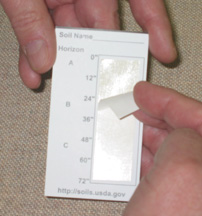 Soil Name
Horizon
0"
A
12"
24"
B
36"
48"
C
60"
72"
http://soils.usda.gov